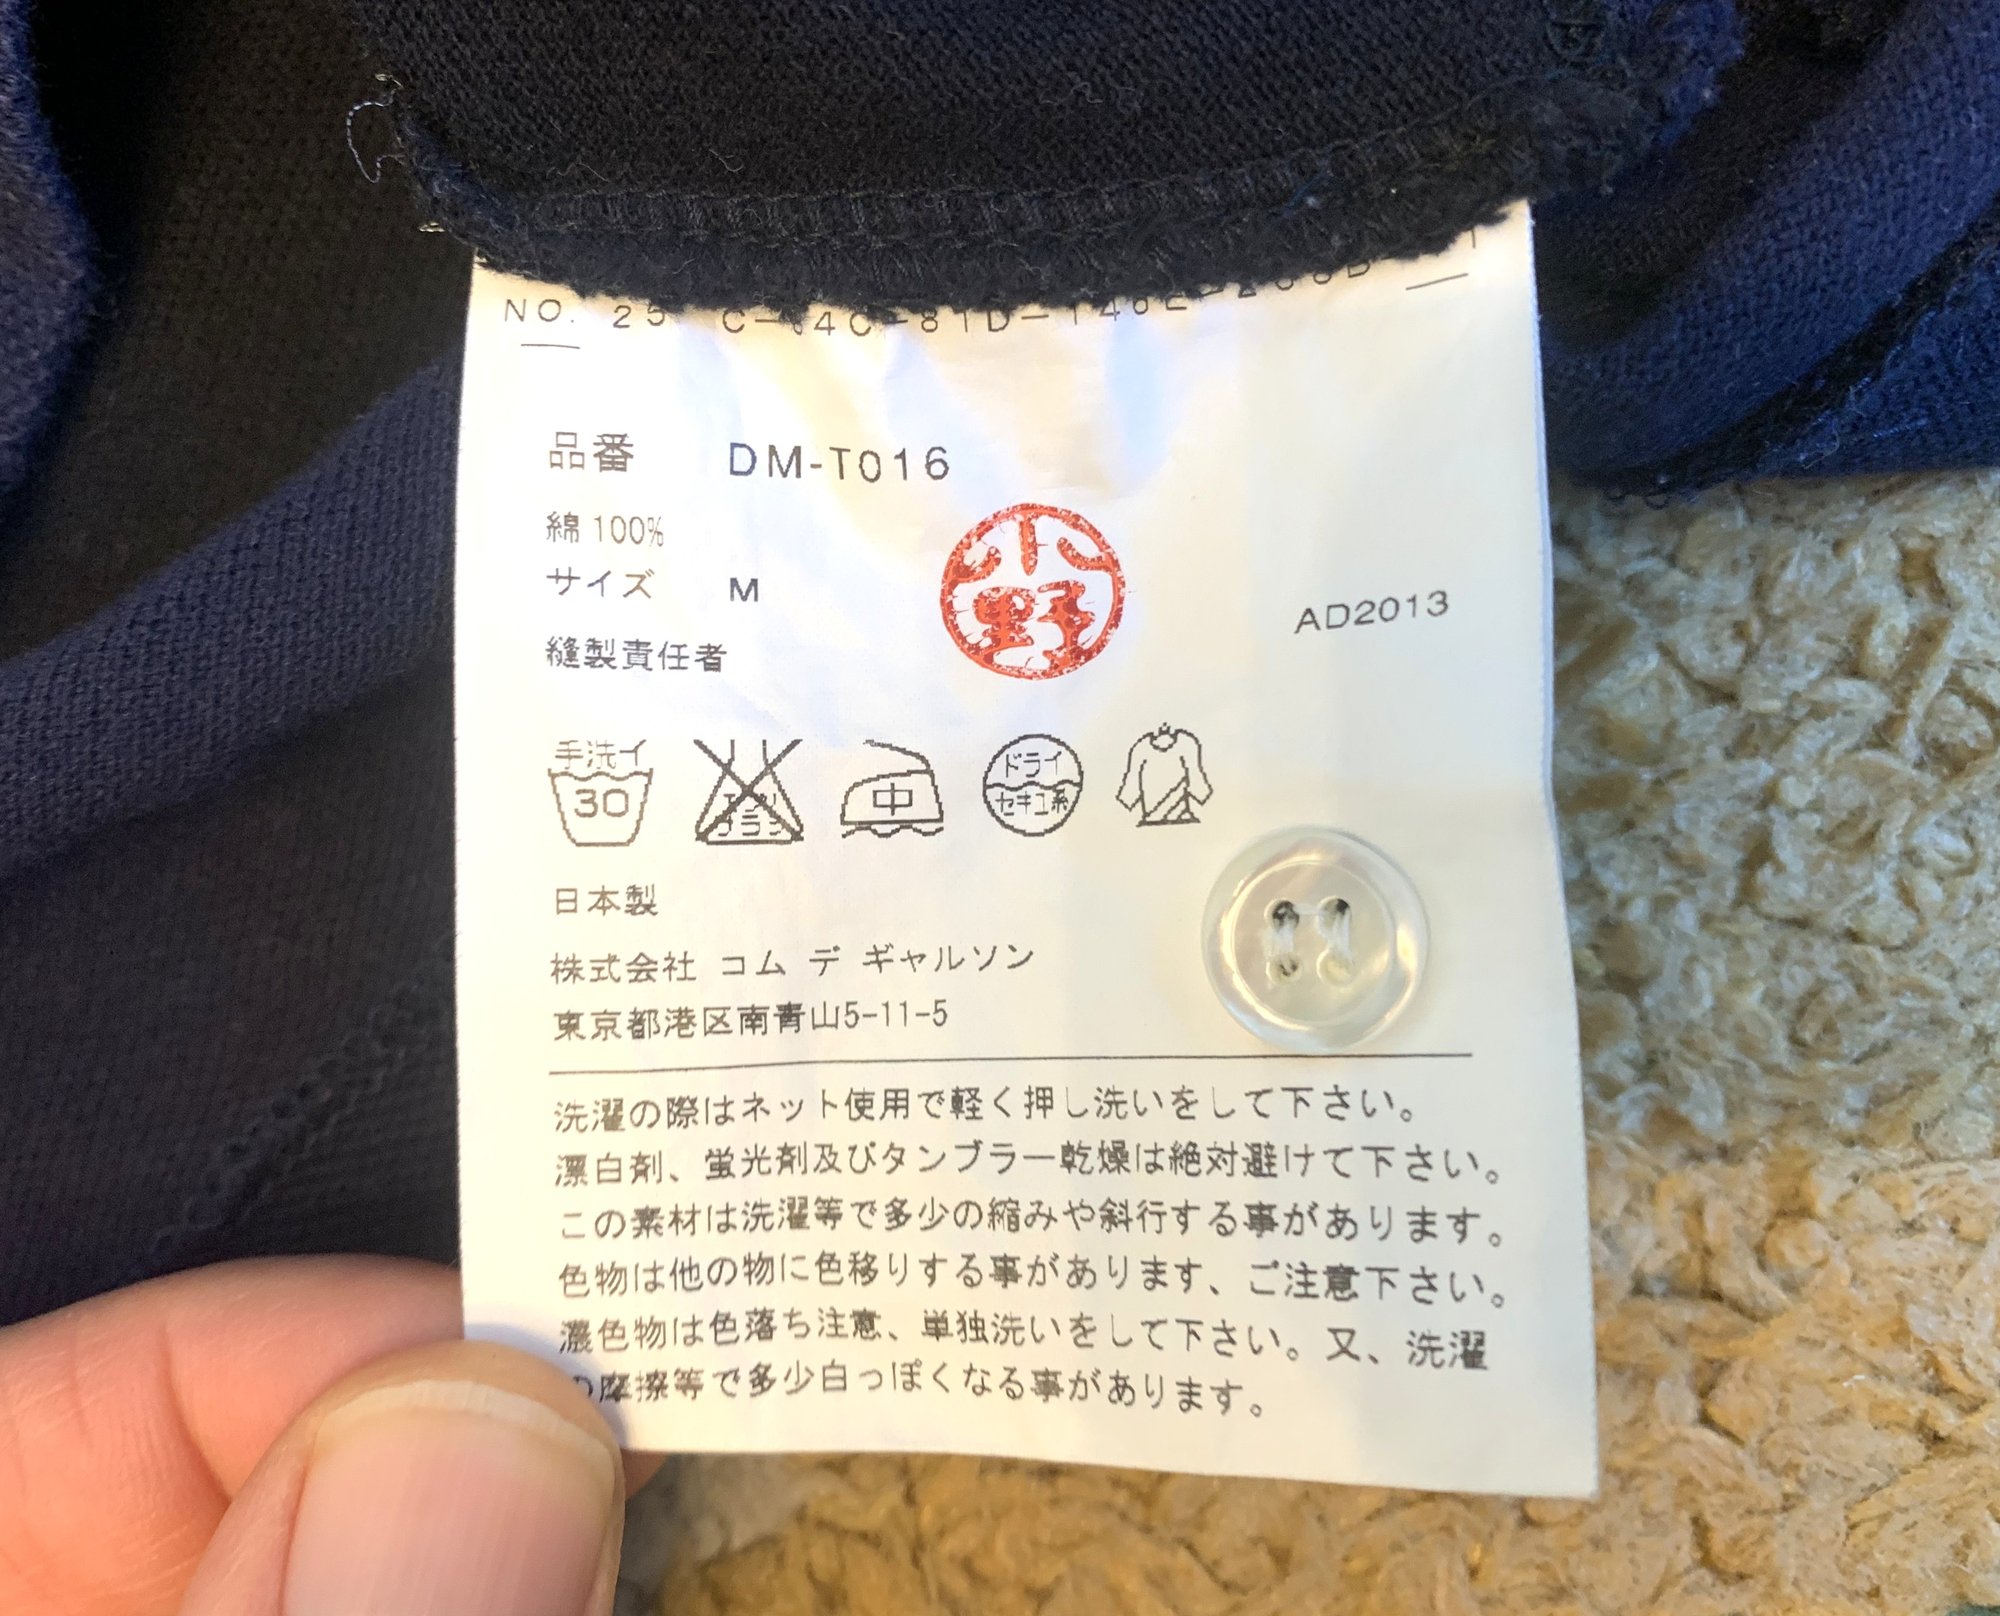 NO. 25
品番 DM-T016
綿 100%
サイズ M
小野
AD2013
縫製責任者
手洗イ
30
中
ドライ
セキユ系
日本製
株式会社 コム デ ギャルソン
東京都港区南青山5-11-5
洗濯の際はネット使用で軽く押し洗いをして下さい。
漂白剤、蛍光剤及びタンブラー乾燥は絶対避けて下さい。
この素材は洗濯等で多少の縮みや斜行する事があります。
色物は他の物に色移りする事があります、ご注意下さい。
濃色物は色落ち注意、単独洗いをして下さい。又、洗濯
の摩擦等で多少白っぽくなる事があります。